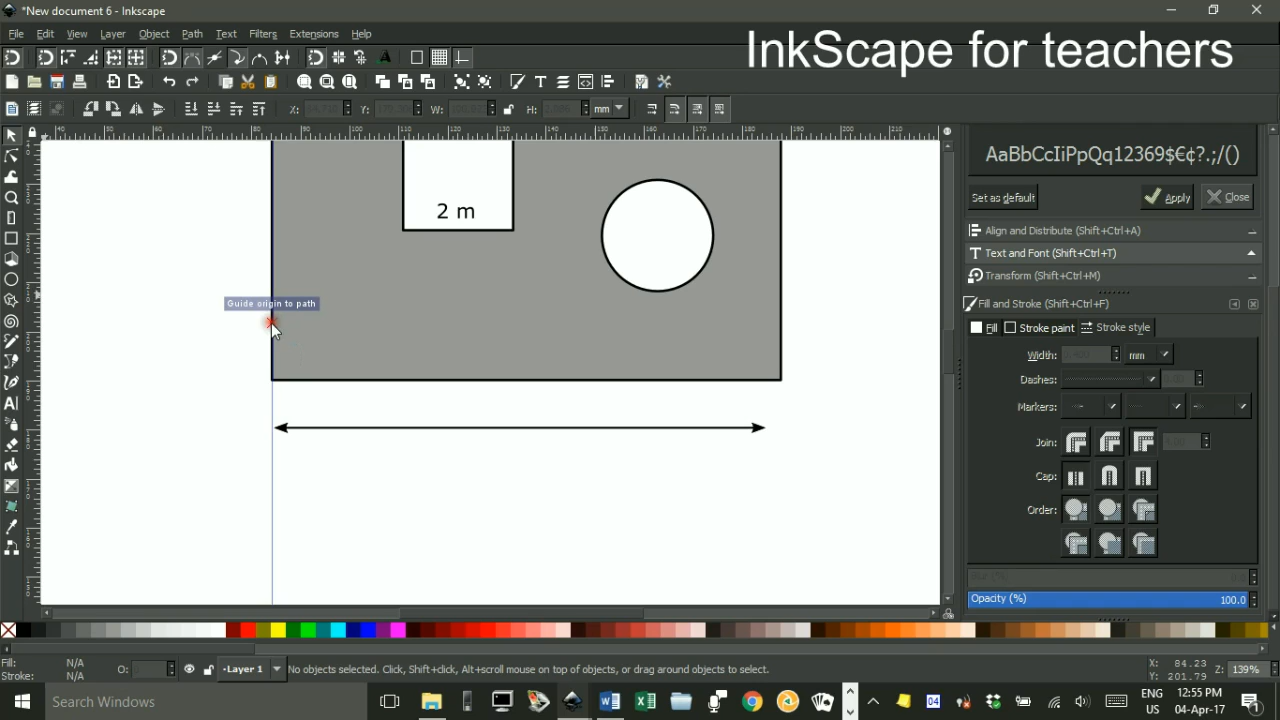 *New document 6 - Inkscape
InkScape for teachers
File Edit View Layer Object Path Text Filters Extensions Help
X: Y: W: H: mm
AaBbCcIiPpQq12369$€¢?.;/()
Set as default Apply Close
Align and Distribute (Shift+Ctrl+A)
Text and Font (Shift+Ctrl+T)
Transform (Shift+Ctrl+M)
Fill and Stroke (Shift+Ctrl+F)
Fill Stroke paint Stroke style
Width: mm
Dashes:
Markers:
Join:
Cap:
Order:
Opacity (%) 100.0
2 m
Guide origin to path
Fill: N/A
Stroke: N/A
O:
Layer 1
No objects selected. Click, Shift+click, Alt+scroll mouse on top of objects, or drag around objects to select.
X: 84.23
Y: 201.79
Z: 139%
Search Windows
04
ENG
US
12:55 PM
04-Apr-17